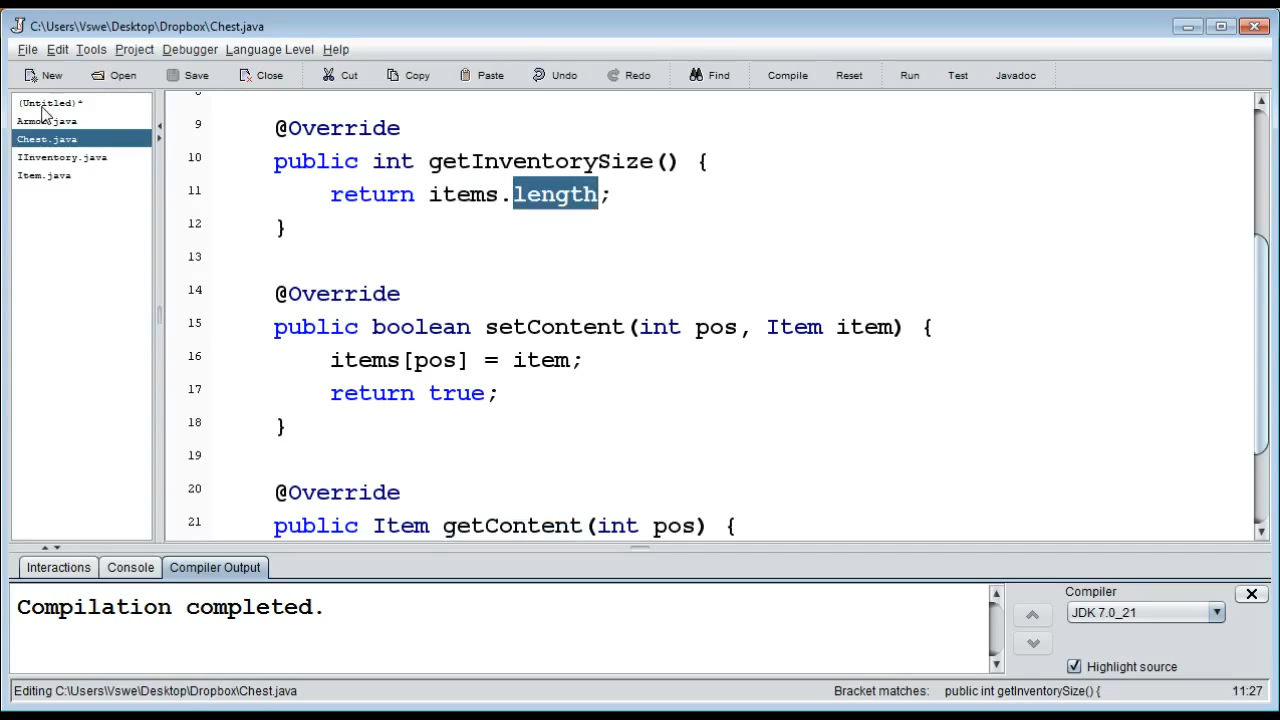 C:\Users\Vswe\Desktop\Dropbox\Chest.java
File Edit Tools Project Debugger Language Level Help
New Open Save Close Cut Copy Paste Undo Redo Find Compile Reset Run Test Javadoc
(Untitled)*
Armor.java
Chest.java
IInventory.java
Item.java
9 @Override
10 public int getInventorySize() {
11 return items.length;
12 }
13
14 @Override
15 public boolean setContent(int pos, Item item) {
16 items[pos] = item;
17 return true;
18 }
19
20 @Override
21 public Item getContent(int pos) {
Interactions Console Compiler Output
Compilation completed.
Compiler
JDK 7.0_21
Highlight source
Editing C:\Users\Vswe\Desktop\Dropbox\Chest.java Bracket matches: public int getInventorySize() { 11:27